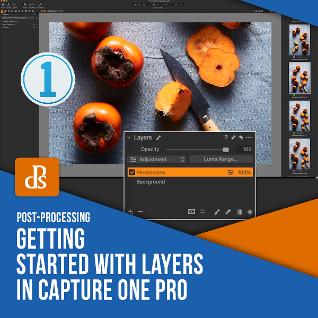 1
Layers
Opacity 100
Adjustment Luma Range...
Persimmons 100%
Background
dPS
POST-PROCESSING
GETTING
STARTED WITH LAYERS
IN CAPTURE ONE PRO